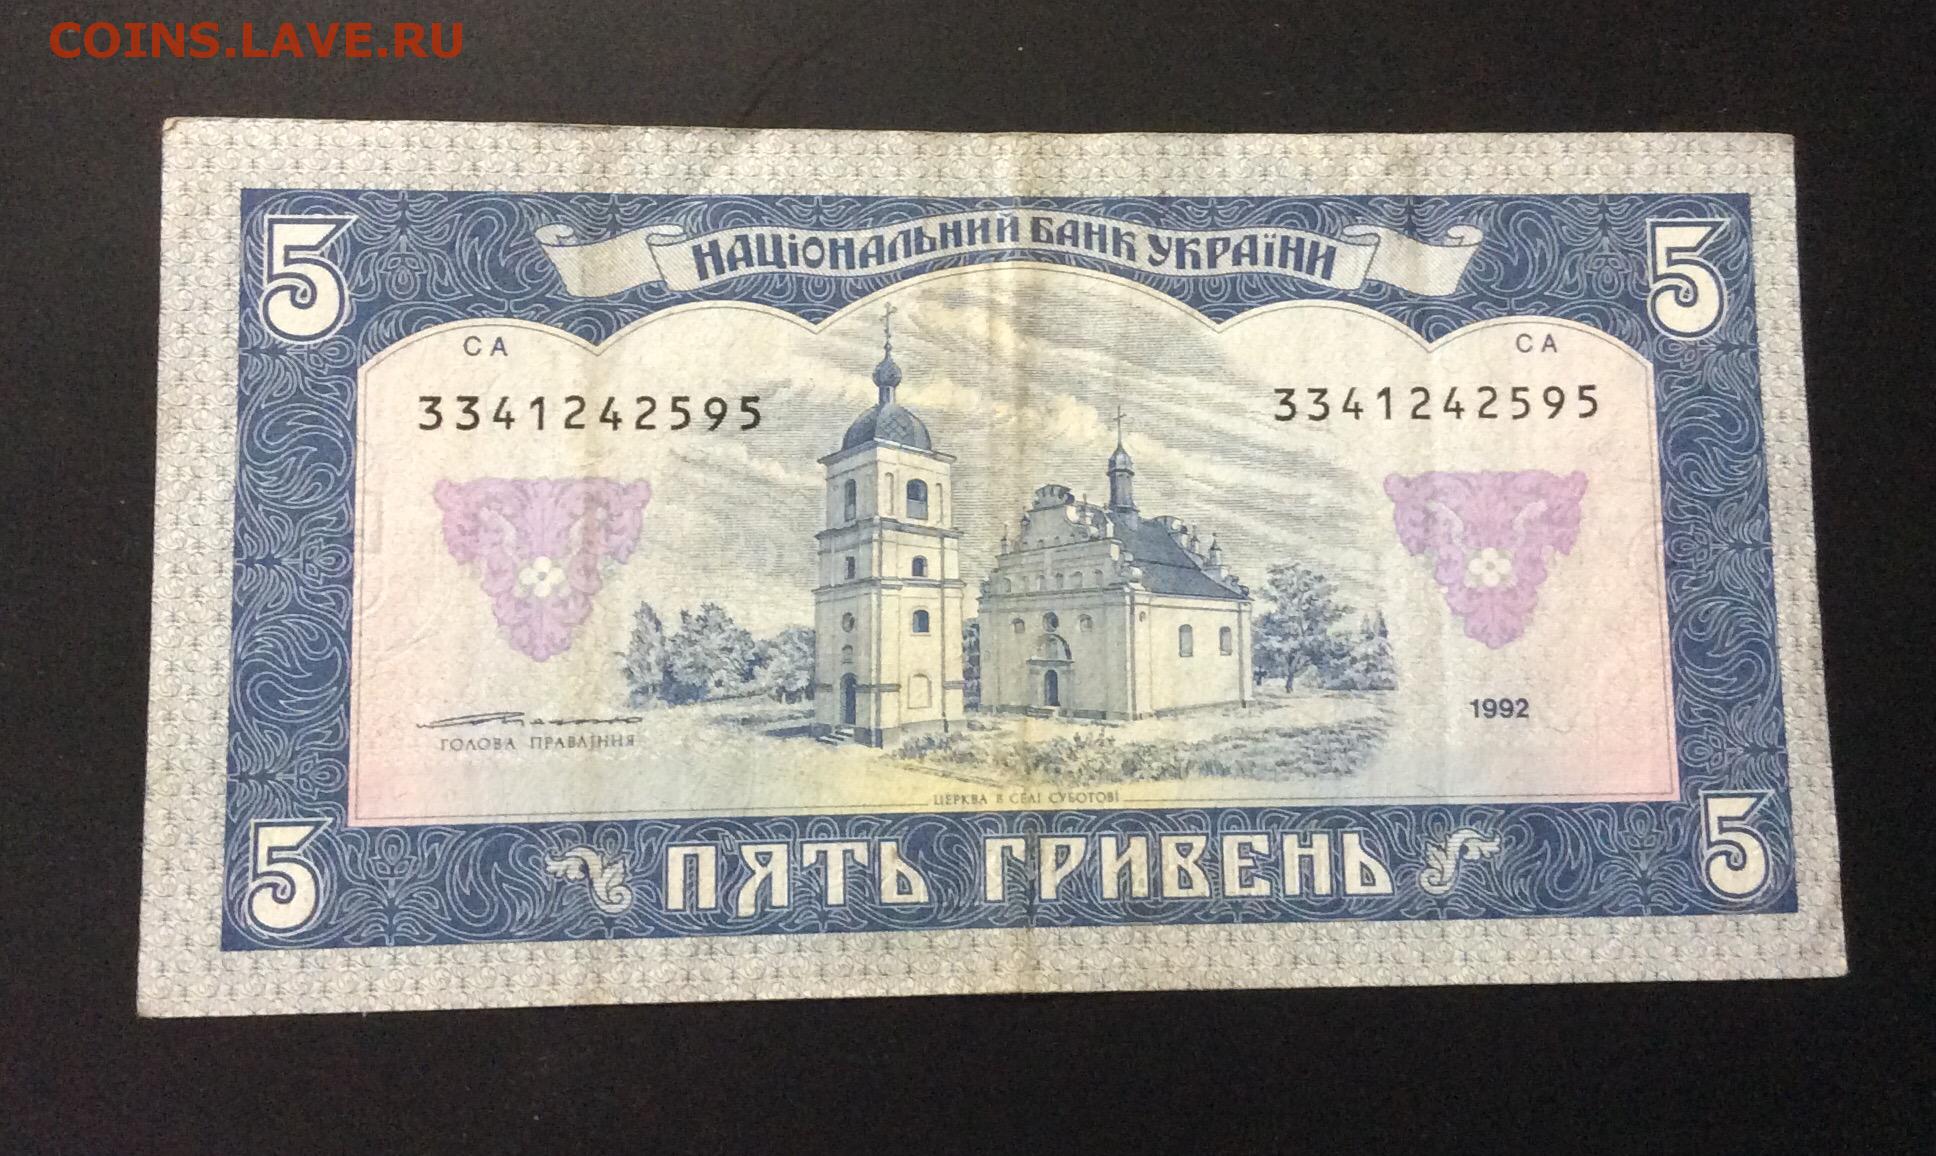 COINS.LAVE.RU
НАЦІОНАЛЬНИЙ БАНК УКРАЇНИ
5 5
СА СА
3341242595 3341242595
1992
ГОЛОВА ПРАВЛІННЯ
ЦЕРКВА В СЕЛІ СУБОТОВІ
5 ПЯТЬ ГРИВЕНЬ 5